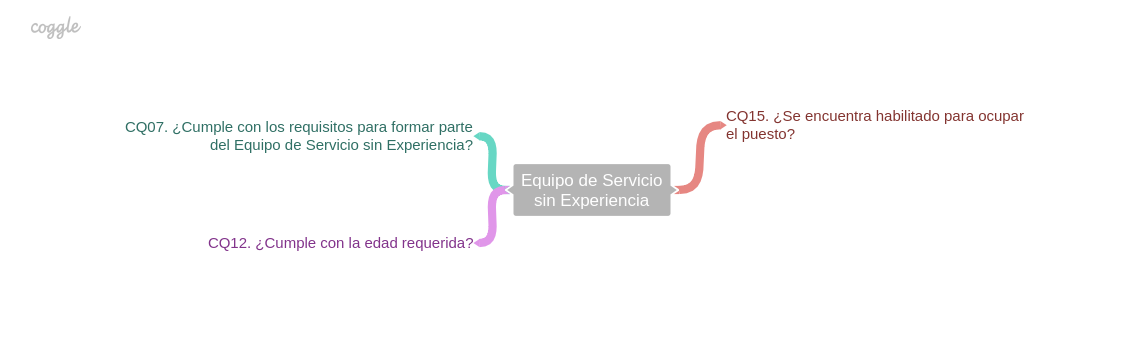 coggle
CQ07. ¿Cumple con los requisitos para formar parte
del Equipo de Servicio sin Experiencia?
CQ12. ¿Cumple con la edad requerida?
Equipo de Servicio
sin Experiencia
CQ15. ¿Se encuentra habilitado para ocupar
el puesto?